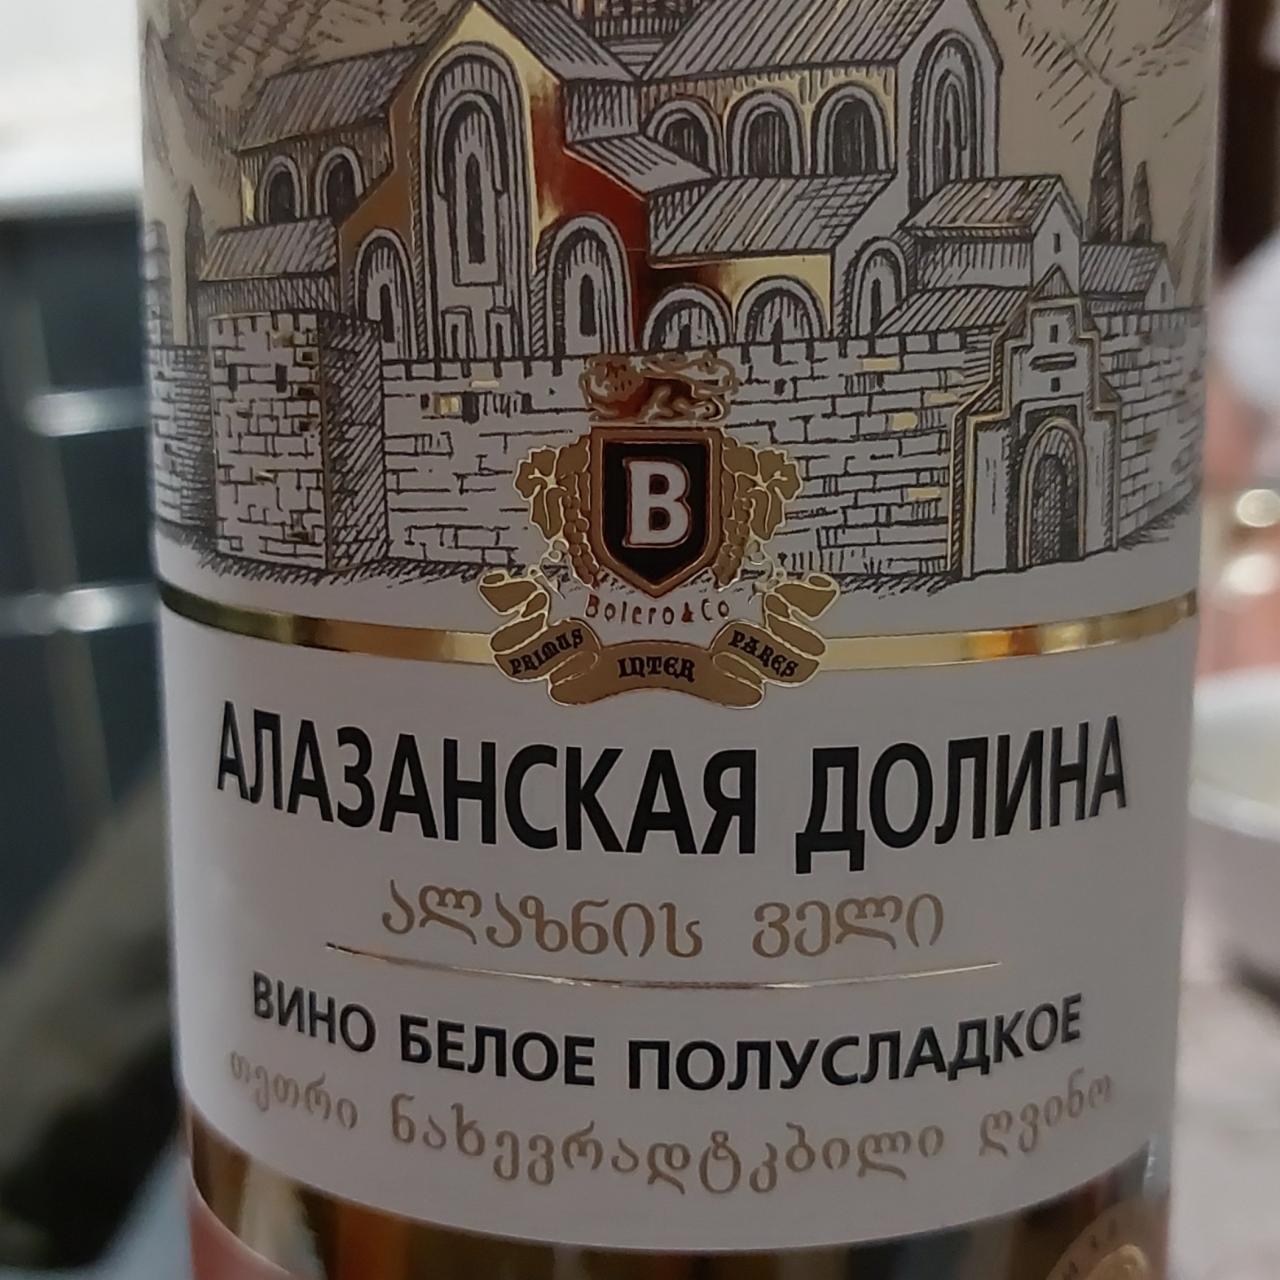 B
Bolero & Co
PRIMUS INTER PARES
АЛАЗАНСКАЯ ДОЛИНА
ალაზნის ველი
ВИНО БЕЛОЕ ПОЛУСЛАДКОЕ
თეთრი ნახევრადტკბილი ღვინო